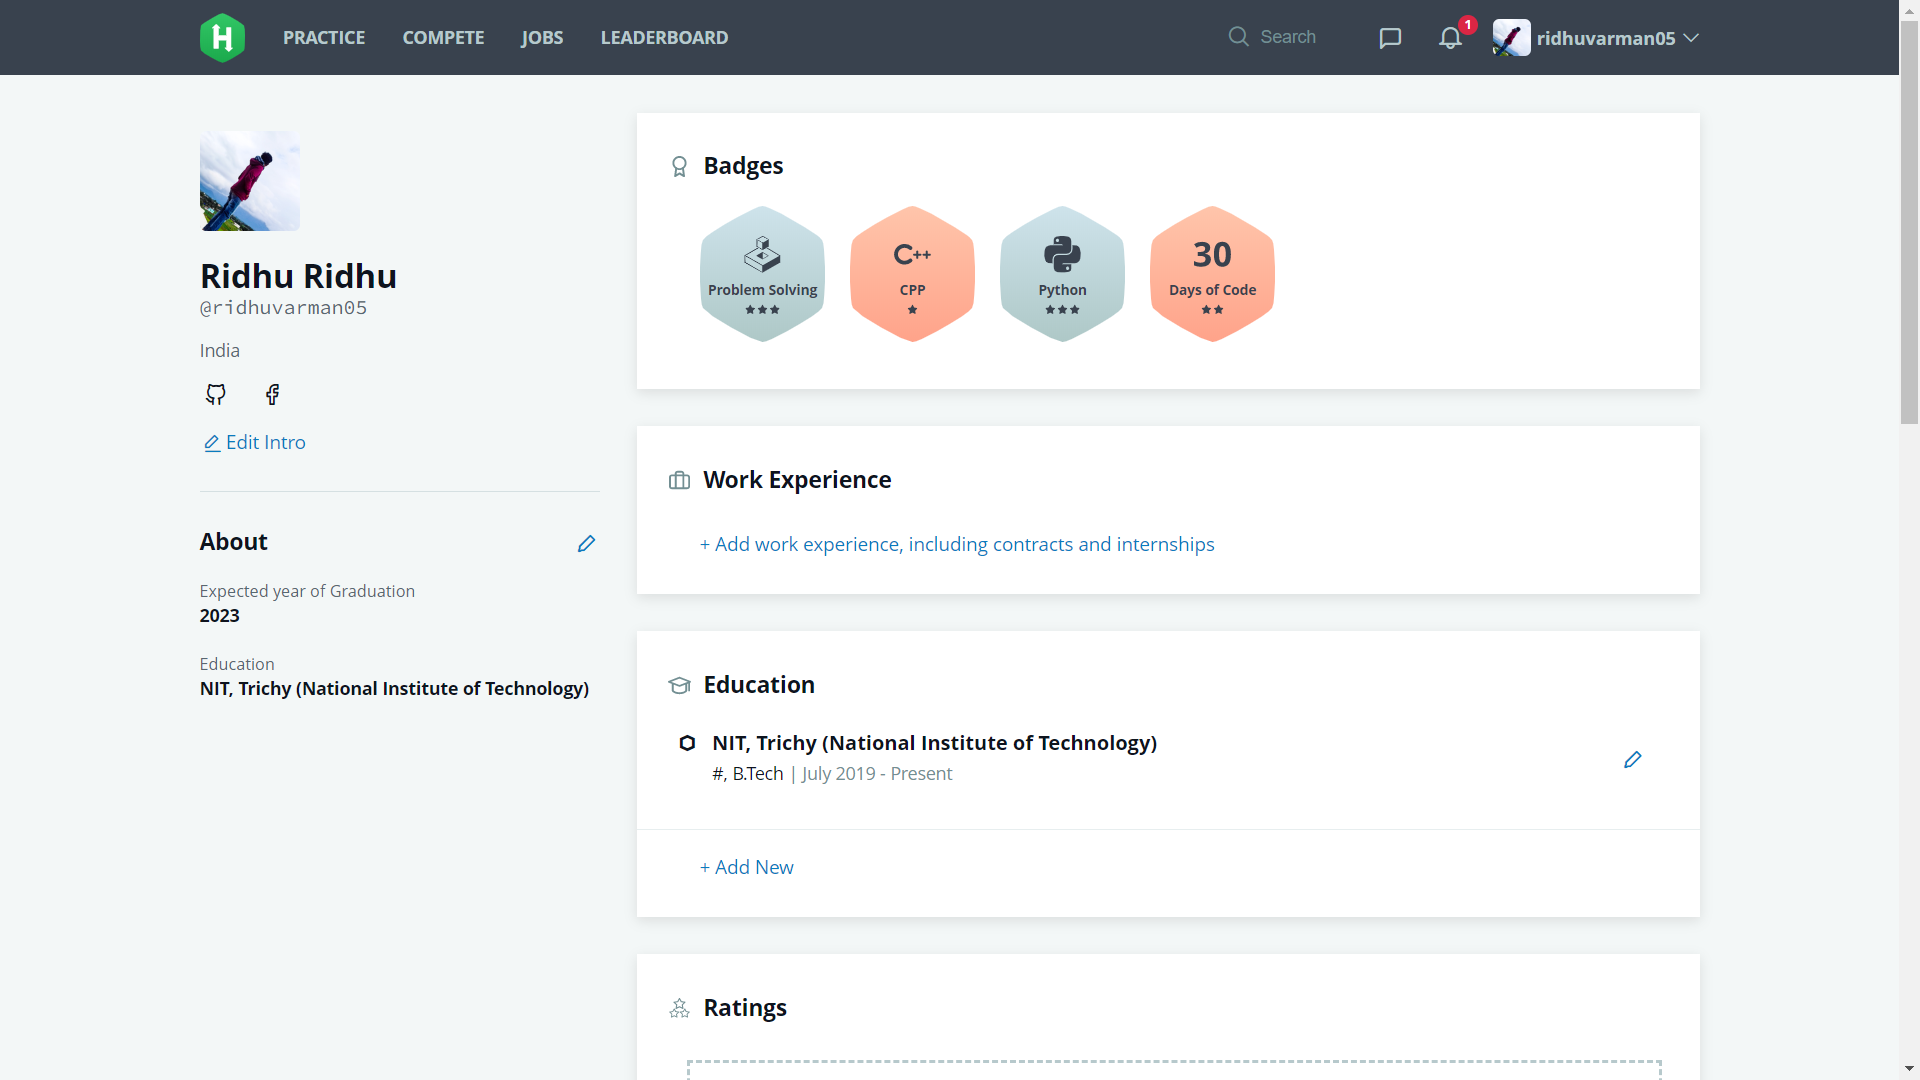 H
PRACTICE
COMPETE
JOBS
LEADERBOARD
Search
1
ridhuvarman05
Ridhu Ridhu
@ridhuvarman05
India
Edit Intro
About
Expected year of Graduation
2023
Education
NIT, Trichy (National Institute of Technology)
Badges
Problem Solving
C++
CPP
Python
30
Days of Code
Work Experience
+ Add work experience, including contracts and internships
Education
NIT, Trichy (National Institute of Technology)
#, B.Tech | July 2019 - Present
+ Add New
Ratings